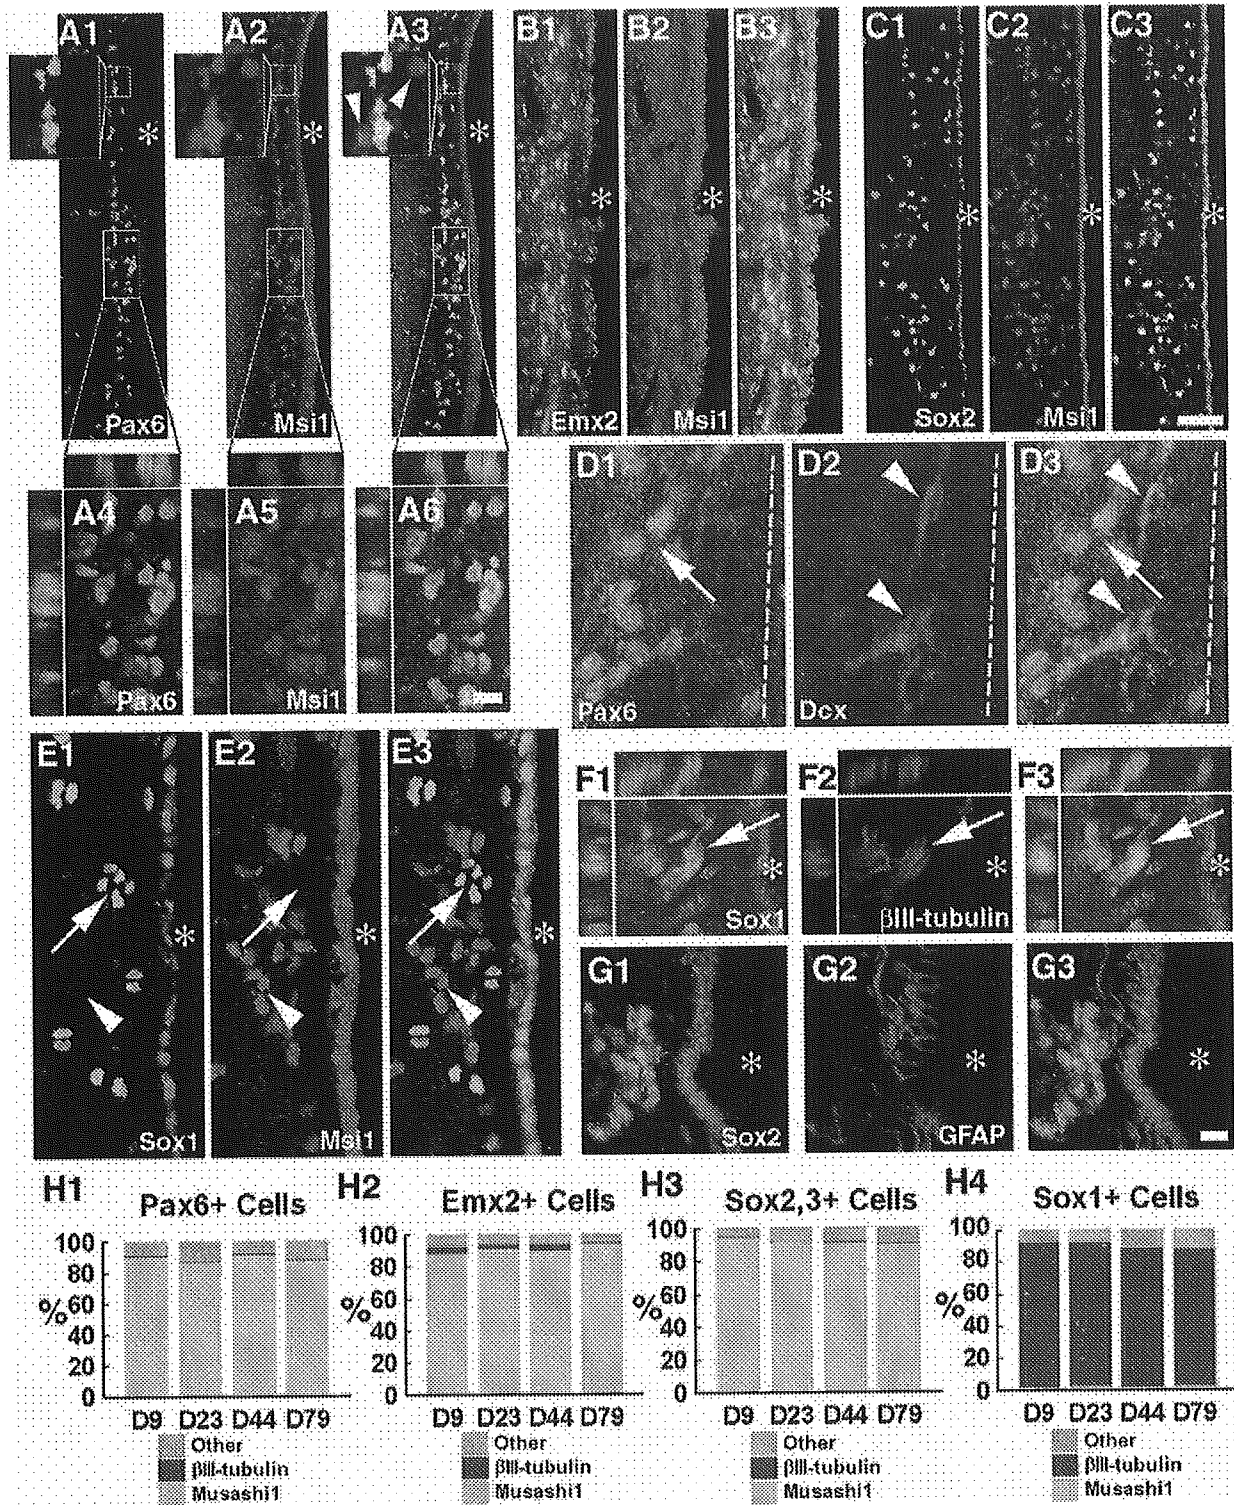 A1 A2 A3 B1 B2 B3 C1 C2 C3
* * * * * * * * *
Pax6 Msi1 Emx2 Msi1 Sox2 Msi1
A4 A5 A6 D1 D2 D3
Pax6 Msi1 Pax6 Dcx
E1 E2 E3 F1 F2 F3
* * *
Sox1 βIII-tubulin
* * *
G1 G2 G3
* * *
Sox1 Msi1 Sox2 GFAP
H1 Pax6+ Cells
100
80
60
40
20
0
%
D9 D23 D44 D79
Other
βIII-tubulin
Musashi1
H2 Emx2+ Cells
100
80
60
40
20
0
%
D9 D23 D44 D79
Other
βIII-tubulin
Musashi1
H3 Sox2,3+ Cells
100
80
60
40
20
0
%
D9 D23 D44 D79
Other
βIII-tubulin
Musashi1
H4 Sox1+ Cells
100
80
60
40
20
0
%
D9 D23 D44 D79
Other
βIII-tubulin
Musashi1